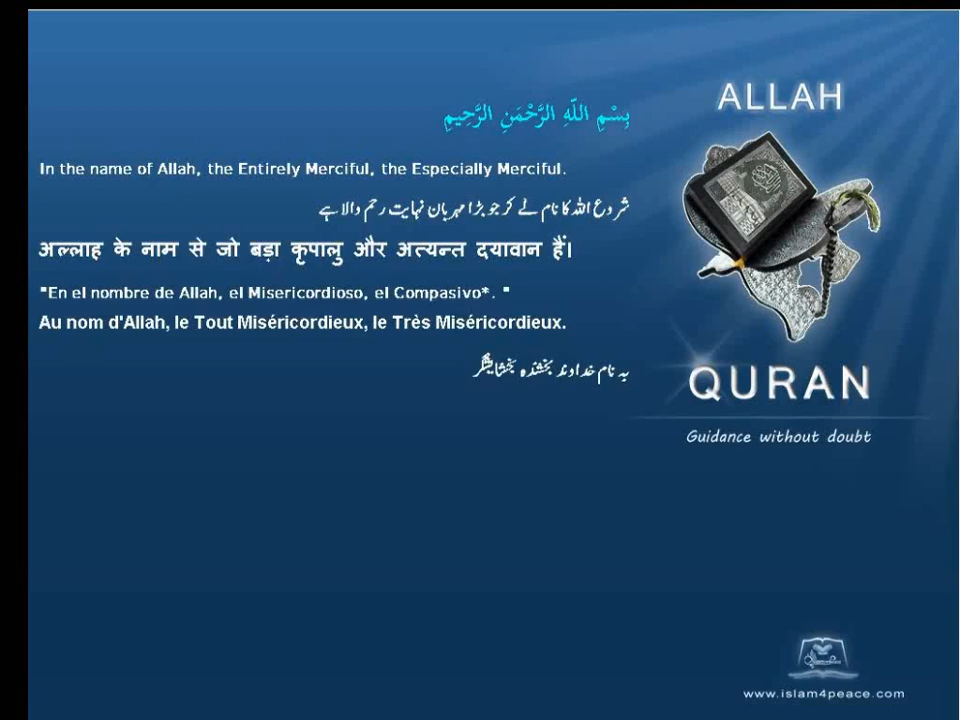 بِسْمِ اللَّهِ الرَّحْمَنِ الرَّحِيمِ
In the name of Allah, the Entirely Merciful, the Especially Merciful.
شروع اللہ کا نام لے کر جو بڑا مہربان نہایت رحم والا ہے
अल्लाह के नाम से जो बड़ा कृपालु और अत्यन्त दयावान हैं।
"En el nombre de Allah, el Misericordioso, el Compasivo*. "
Au nom d'Allah, le Tout Miséricordieux, le Très Miséricordieux.
به نام خداوند بخشنده بخشایشگر
ALLAH
QURAN
Guidance without doubt
www.islam4peace.com